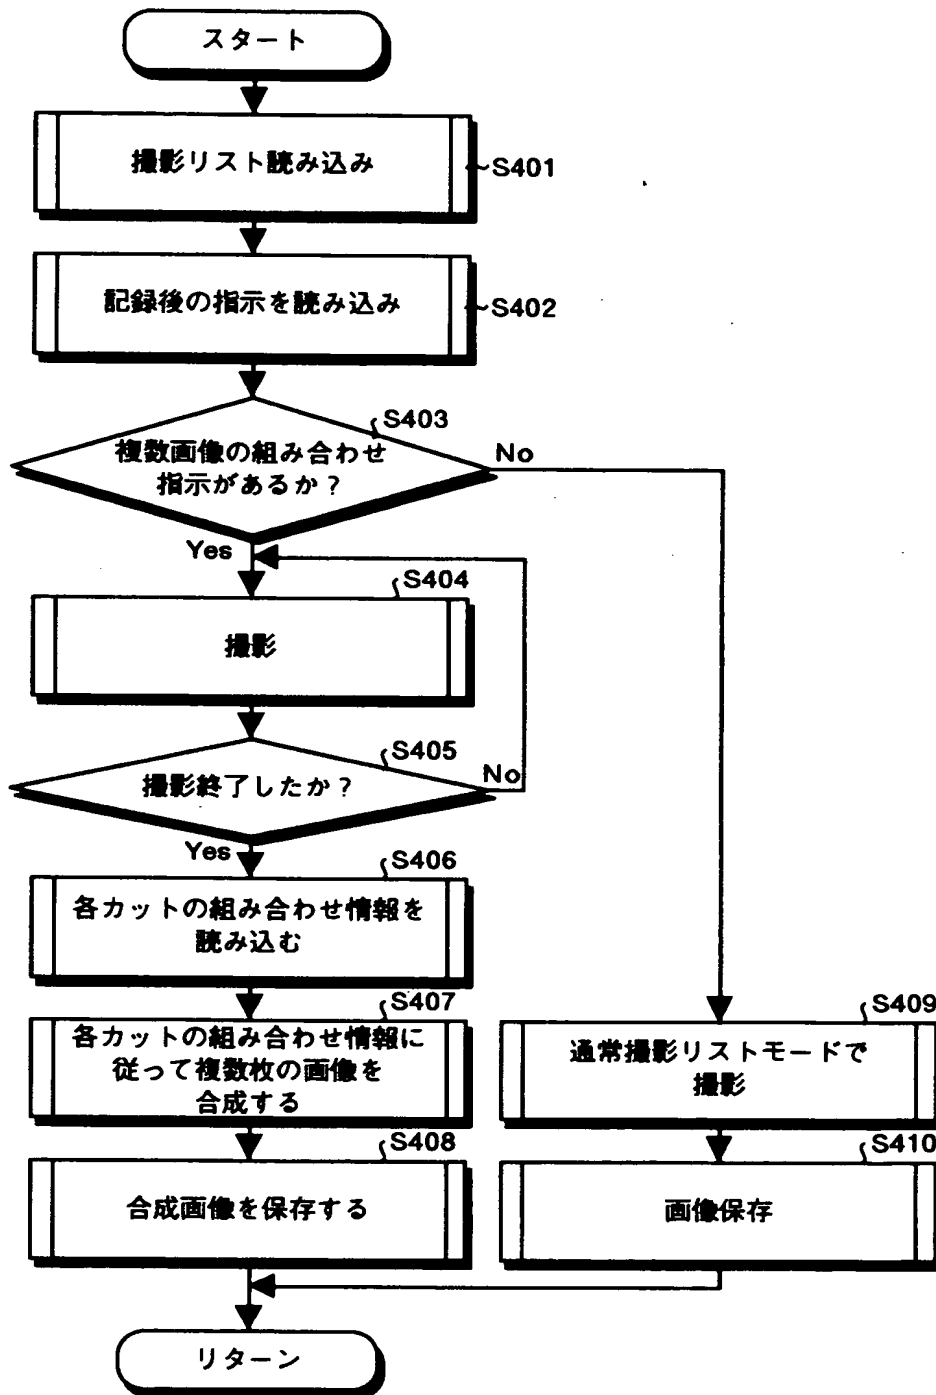 スタート
撮影リスト読み込み
S401
記録後の指示を読み込み
S402
S403
複数画像の組み合わせ
指示があるか?
No
Yes
S404
撮影
S405
撮影終了したか?
No
Yes
S406
各カットの組み合わせ情報を
読み込む
S407
各カットの組み合わせ情報に
従って複数枚の画像を
合成する
S408
合成画像を保存する
S409
通常撮影リストモードで
撮影
S410
画像保存
リターン